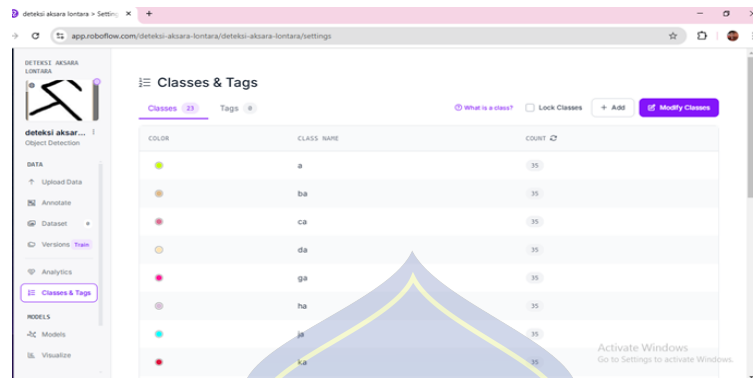 deteksi aksara lontara > Setting
app.roboflow.com/deteksi-aksara-lontara/deteksi-aksara-lontara/settings
DETEKSI AKSARA
LONTARA
deteksi aksar...
Object Detection
DATA
Upload Data
Annotate
Dataset 0
Versions Train
Analytics
Classes & Tags
MODELS
Models
Visualize
Classes & Tags
Classes 23 Tags 0 What is a class? Lock Classes + Add Modify Classes
COLOR CLASS NAME COUNT
a 35
ba 35
ca 35
da 35
ga 35
ha 35
ja 35
ka 35
Activate Windows
Go to Settings to activate Windows.